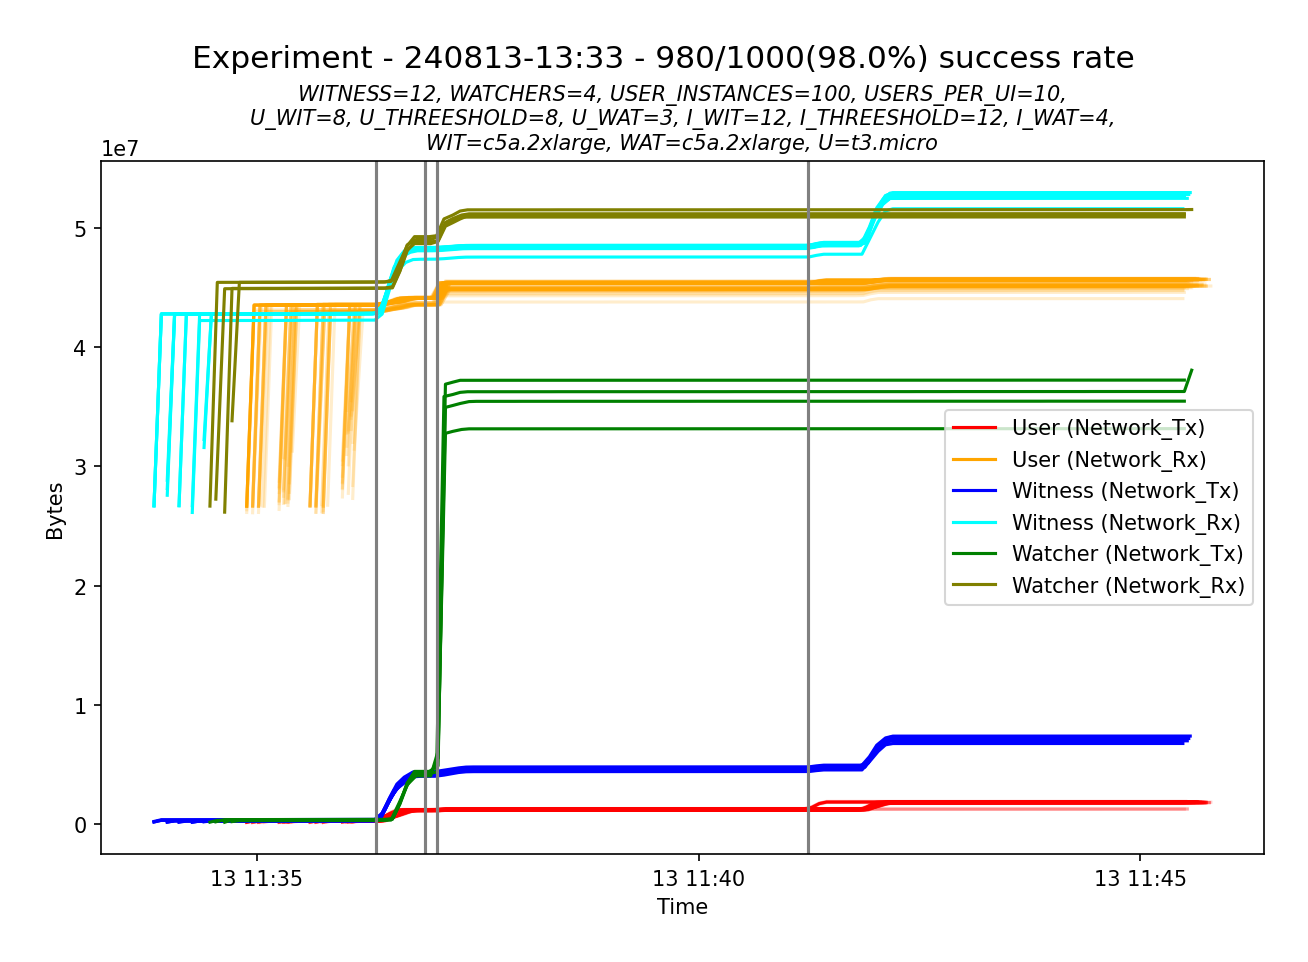 Experiment - 240813-13:33 - 980/1000(98.0%) success rate
WITNESS=12, WATCHERS=4, USER_INSTANCES=100, USERS_PER_UI=10,
U_WIT=8, U_THREESHOLD=8, U_WAT=3, I_WIT=12, I_THREESHOLD=12, I_WAT=4,
WIT=c5a.2xlarge, WAT=c5a.2xlarge, U=t3.micro
1e7
5
4
3
2
1
0
Bytes
User (Network_Tx)
User (Network_Rx)
Witness (Network_Tx)
Witness (Network_Rx)
Watcher (Network_Tx)
Watcher (Network_Rx)
13 11:35
13 11:40
13 11:45
Time